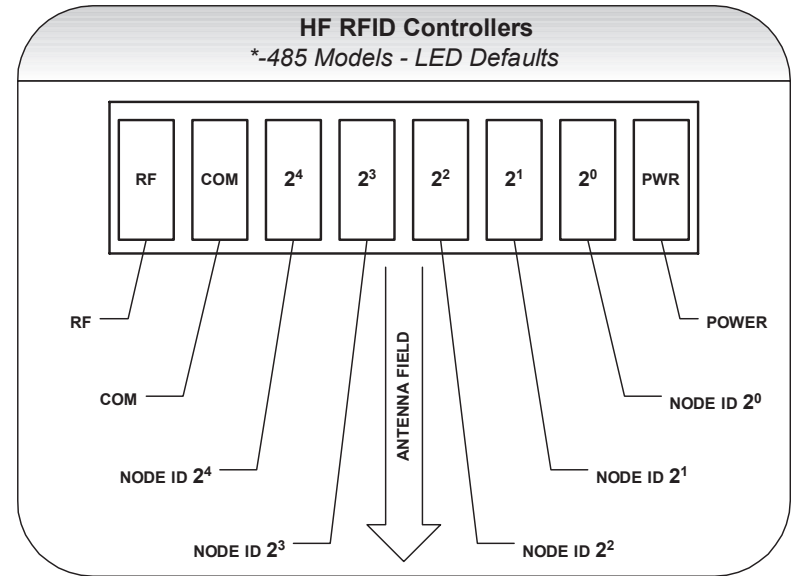 HF RFID Controllers
*-485 Models - LED Defaults
RF COM 2⁴ 2³ 2² 2¹ 2⁰ PWR
RF
POWER
ANTENNA FIELD
COM
NODE ID 2⁰
NODE ID 2⁴
NODE ID 2¹
NODE ID 2³
NODE ID 2²